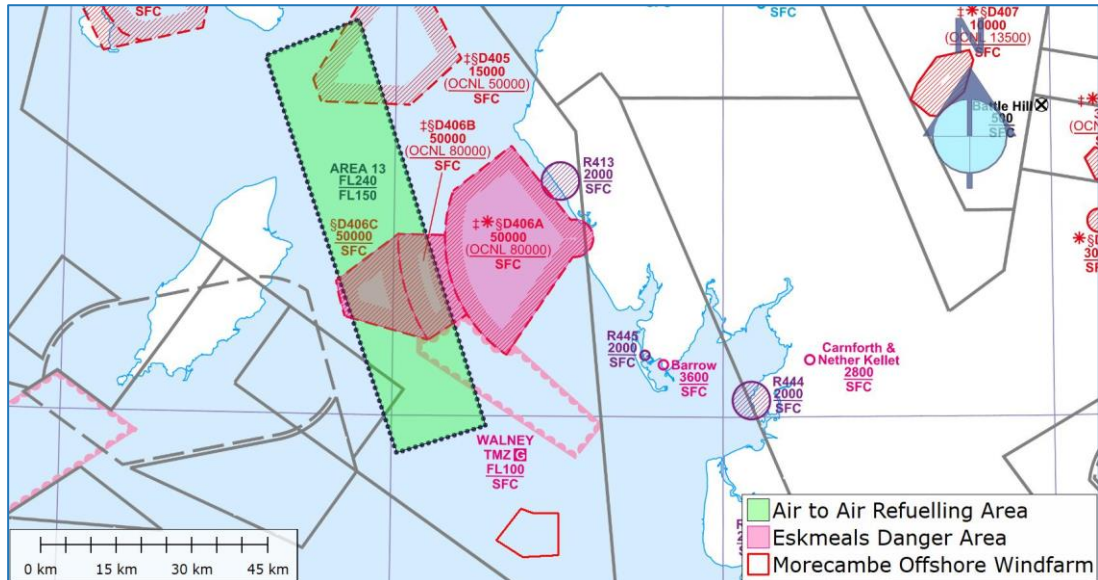 SFC
‡§D405
15000
(OCNL 50000)
SFC
‡✱§D407
10000
(OCNL 13500)
SFC
N
Battle Hill
500
SFC
‡§D406B
50000
(OCNL 80000)
SFC
AREA 13
FL240
FL150
R413
2000
SFC
§D406C
50000
SFC
‡✱§D406A
50000
(OCNL 80000)
SFC
R445
2000
SFC
Barrow
3600
SFC
Carnforth &
Nether Kellet
2800
SFC
R444
2000
SFC
WALNEY
TMZ G
FL100
SFC
Air to Air Refuelling Area
Eskmeals Danger Area
Morecambe Offshore Windfarm
0 km 15 km 30 km 45 km